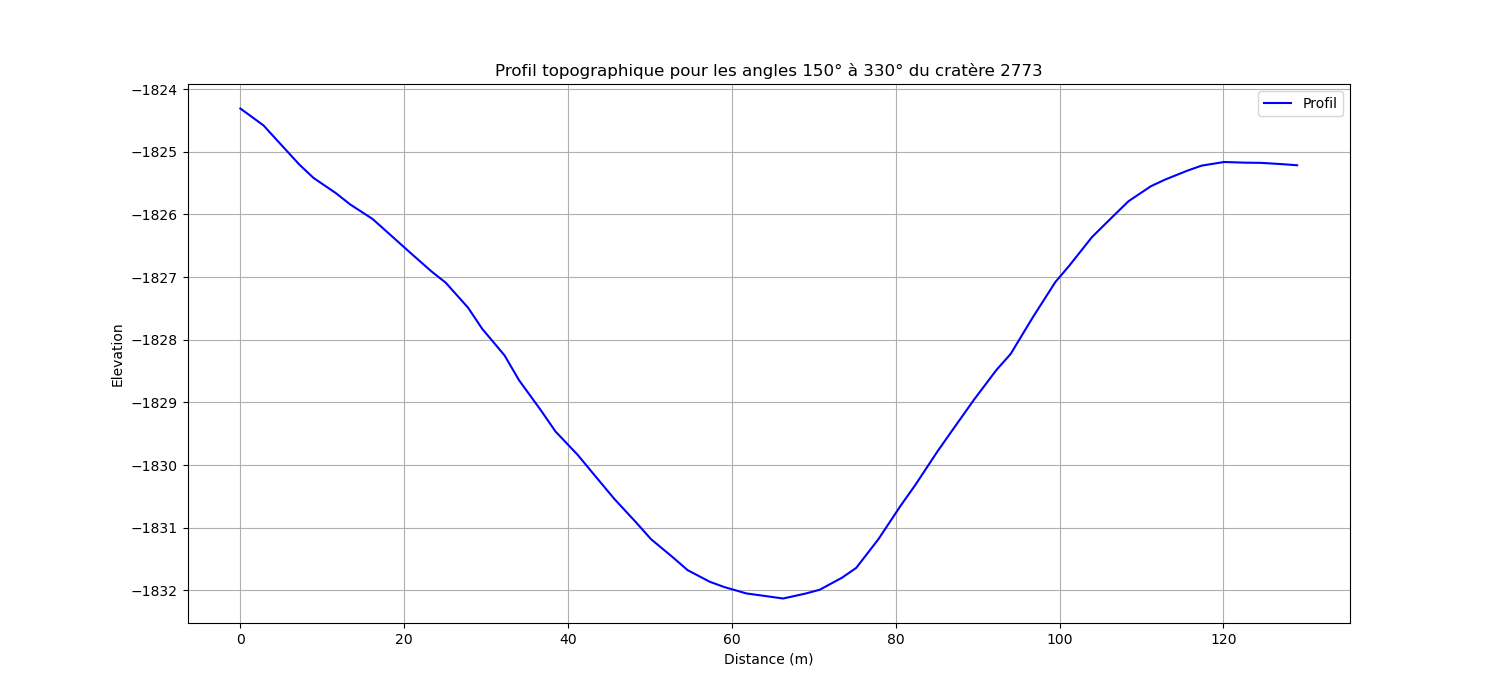 Profil topographique pour les angles 150° à 330° du cratère 2773
Profil
Elevation
−1824
−1825
−1826
−1827
−1828
−1829
−1830
−1831
−1832
0 20 40 60 80 100 120
Distance (m)